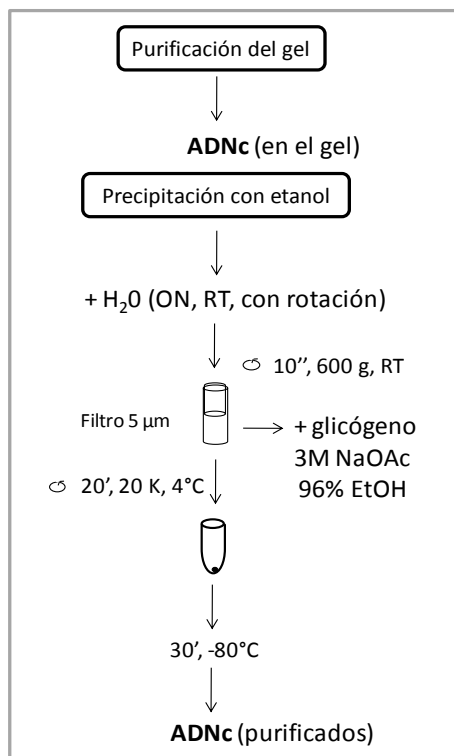 Purificación del gel
ADNc (en el gel)
Precipitación con etanol
+ H₂0 (ON, RT, con rotación)
10’’, 600 g, RT
Filtro 5 μm
+ glicógeno
3M NaOAc
96% EtOH
20’, 20 K, 4°C
30’, -80°C
ADNc (purificados)